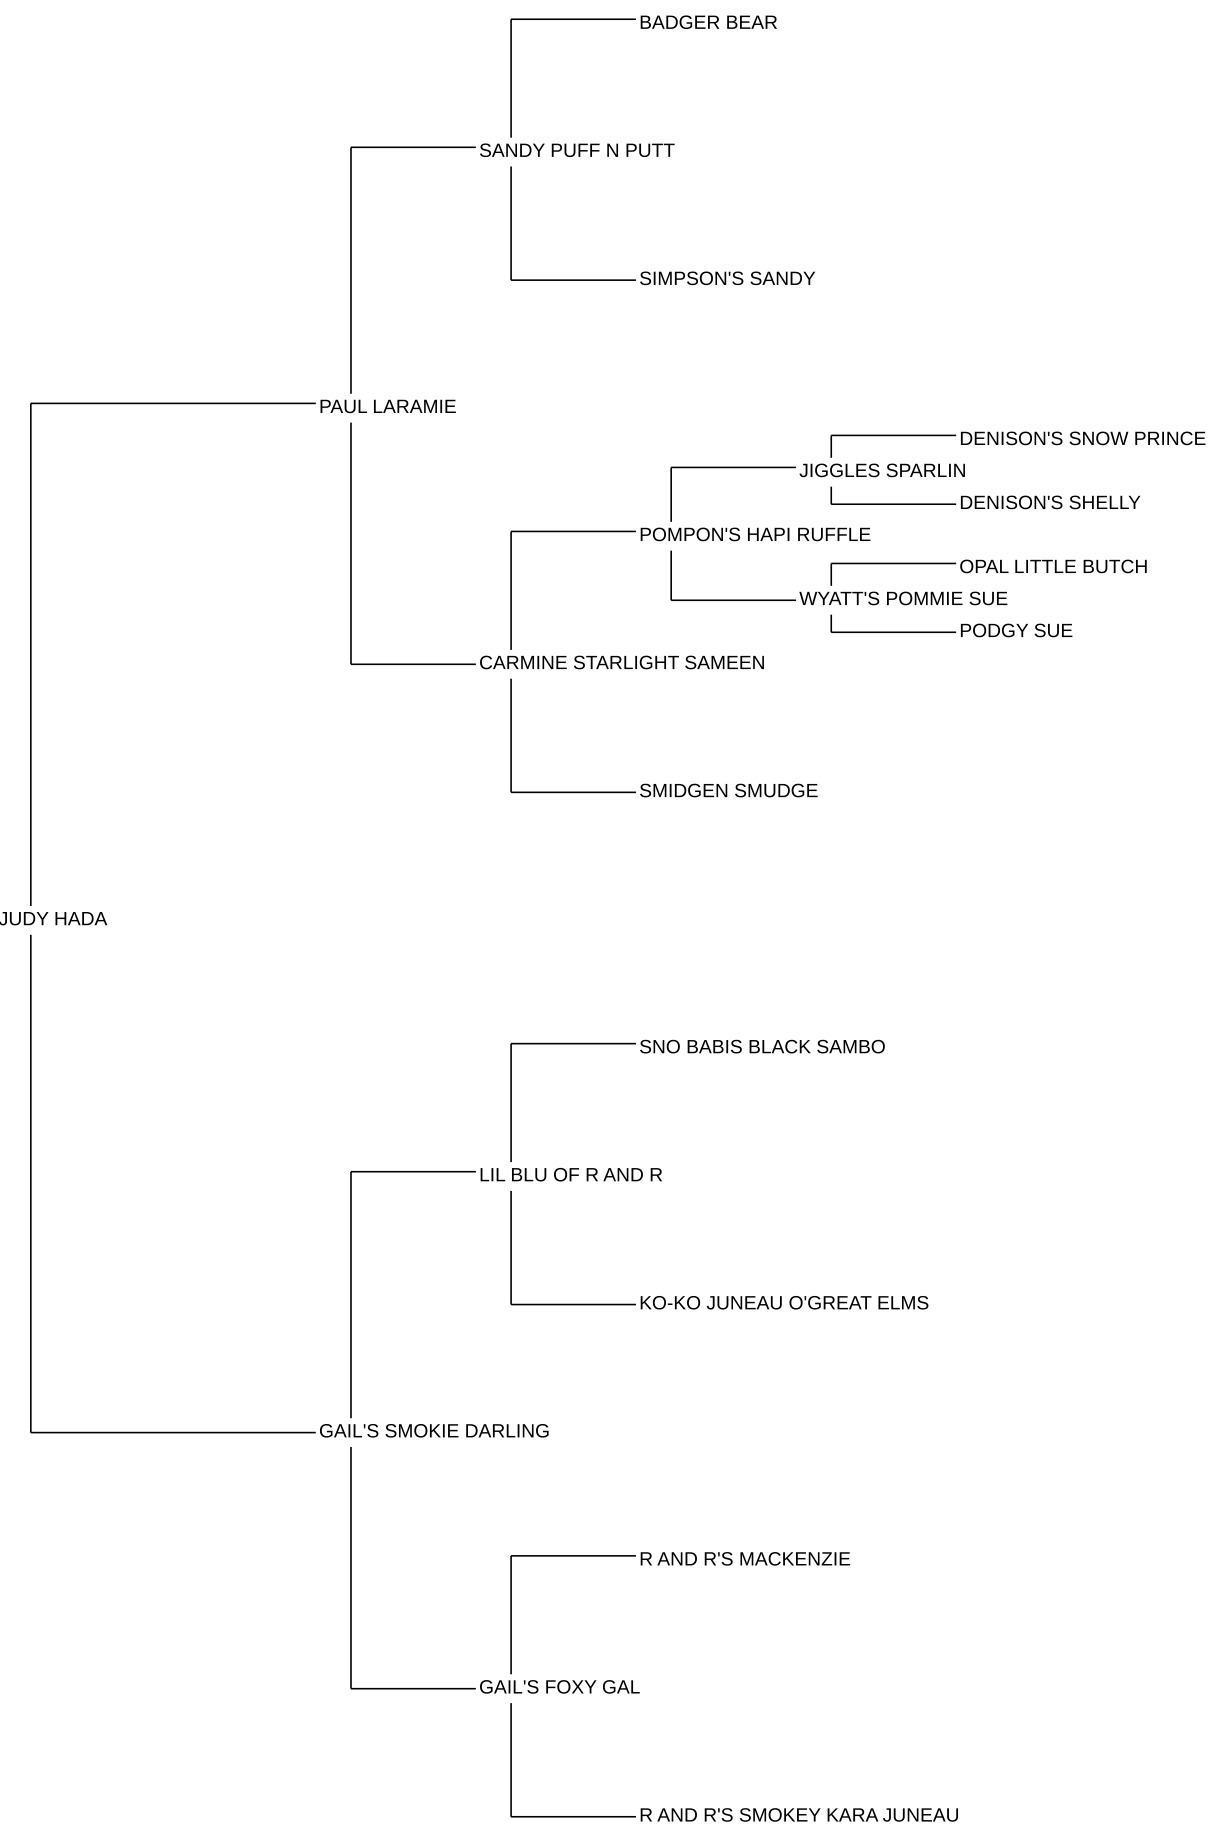 BADGER BEAR
SANDY PUFF N PUTT
SIMPSON'S SANDY
PAUL LARAMIE
DENISON'S SNOW PRINCE
JIGGLES SPARLIN
DENISON'S SHELLY
POMPON'S HAPI RUFFLE
OPAL LITTLE BUTCH
WYATT'S POMMIE SUE
PODGY SUE
CARMINE STARLIGHT SAMEEN
SMIDGEN SMUDGE
JUDY HADA
SNO BABIS BLACK SAMBO
LIL BLU OF R AND R
KO-KO JUNEAU O'GREAT ELMS
GAIL'S SMOKIE DARLING
R AND R'S MACKENZIE
GAIL'S FOXY GAL
R AND R'S SMOKEY KARA JUNEAU